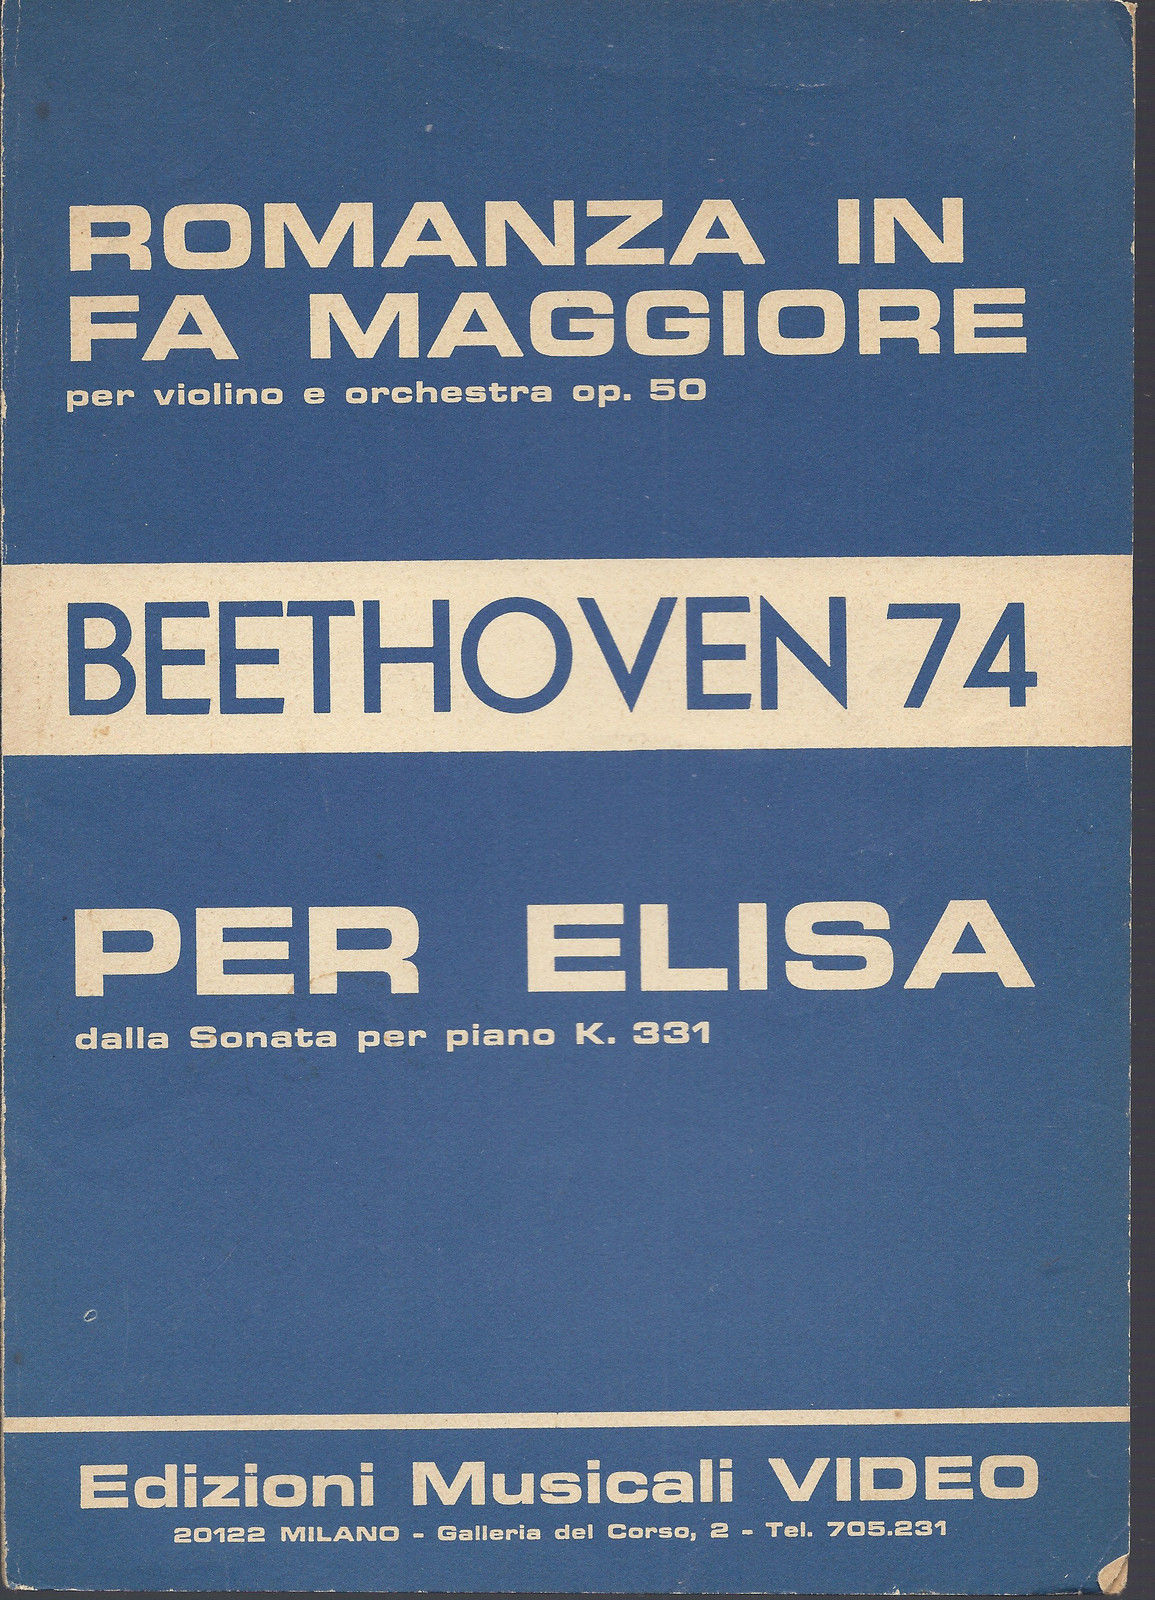 ROMANZA IN
FA MAGGIORE
per violino e orchestra op. 50
BEETHOVEN 74
PER ELISA
dalla Sonata per piano K. 331
Edizioni Musicali VIDEO
20122 MILANO - Galleria del Corso, 2 - Tel. 705.231